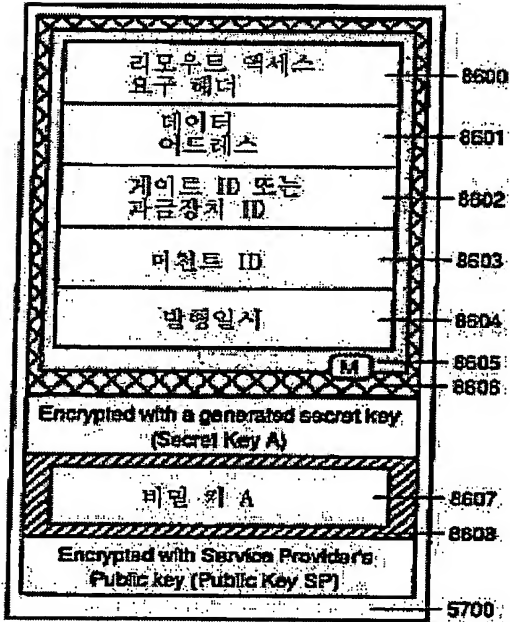 리모우트 액세스
요구 헤더
8600
데이터
어드레스
8601
게이트 ID 또는
과금장치 ID
8602
머천트 ID
8603
발행일시
8604
M
8605
8606
Encrypted with a generated secret key
(Secret Key A)
비밀 키 A
8607
8608
Encrypted with Service Provider's
Public key (Public Key SP)
5700